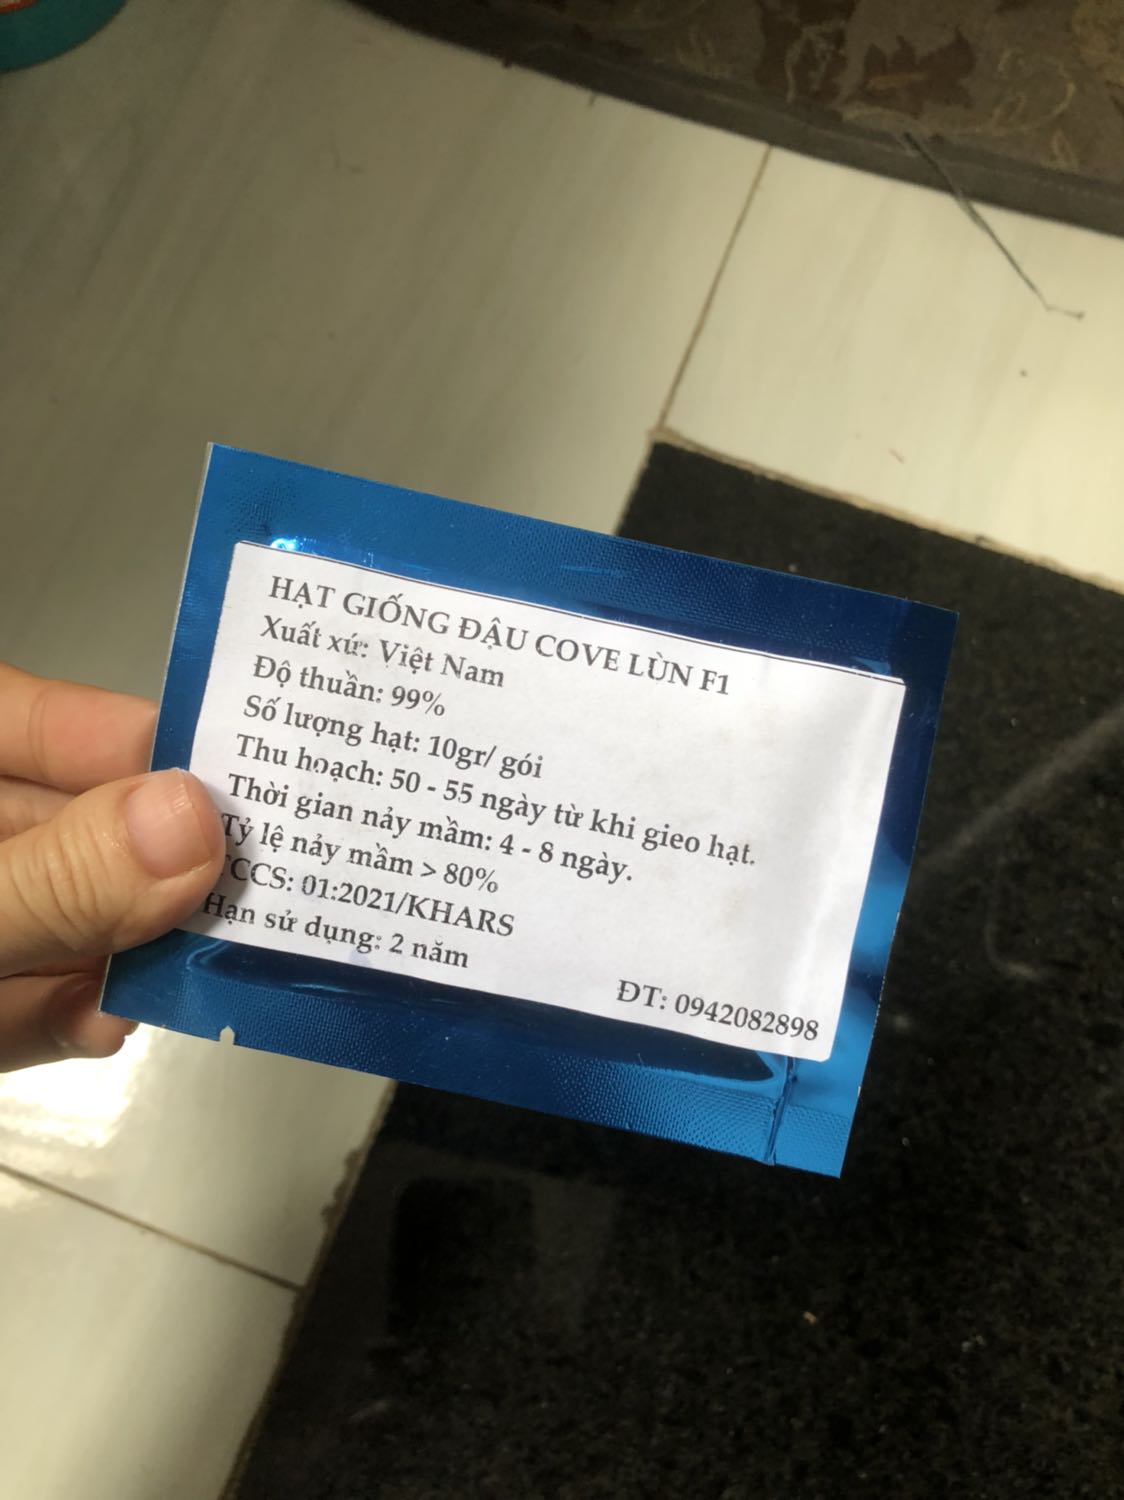 HẠT GIỐNG ĐẬU COVE LÙN F1
Xuất xứ: Việt Nam
Độ thuần: 99%
Số lượng hạt: 10gr/ gói
Thu hoạch: 50 - 55 ngày từ khi gieo hạt.
Thời gian nảy mầm: 4 - 8 ngày.
Tỷ lệ nảy mầm > 80%
TCCS: 01:2021/KHARS
Hạn sử dụng: 2 năm
ĐT: 0942082898